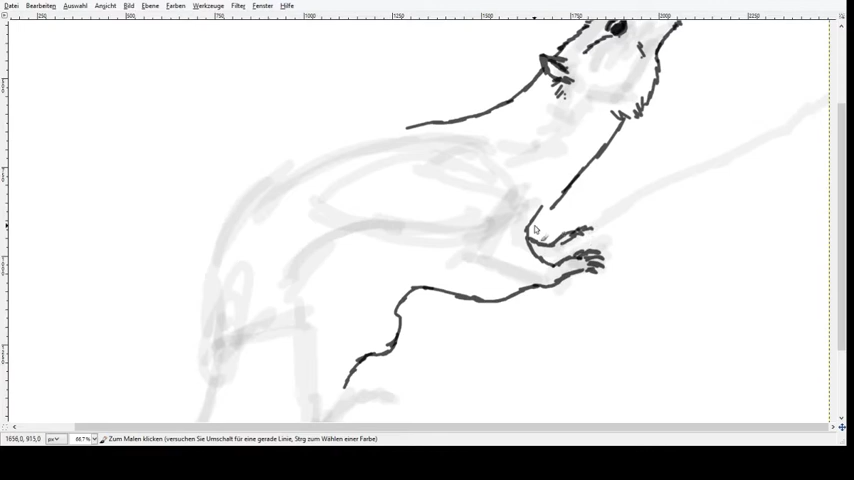 Datei Bearbeiten Auswahl Ansicht Bild Ebene Farben Werkzeuge Filter Fenster Hilfe
250 500 750 1000 1250 1500 1750 2000 2250
1656,0, 915,0 px 66.7% Zum Malen klicken (versuchen Sie Umschalt für eine gerade Linie, Strg zum Wählen einer Farbe)